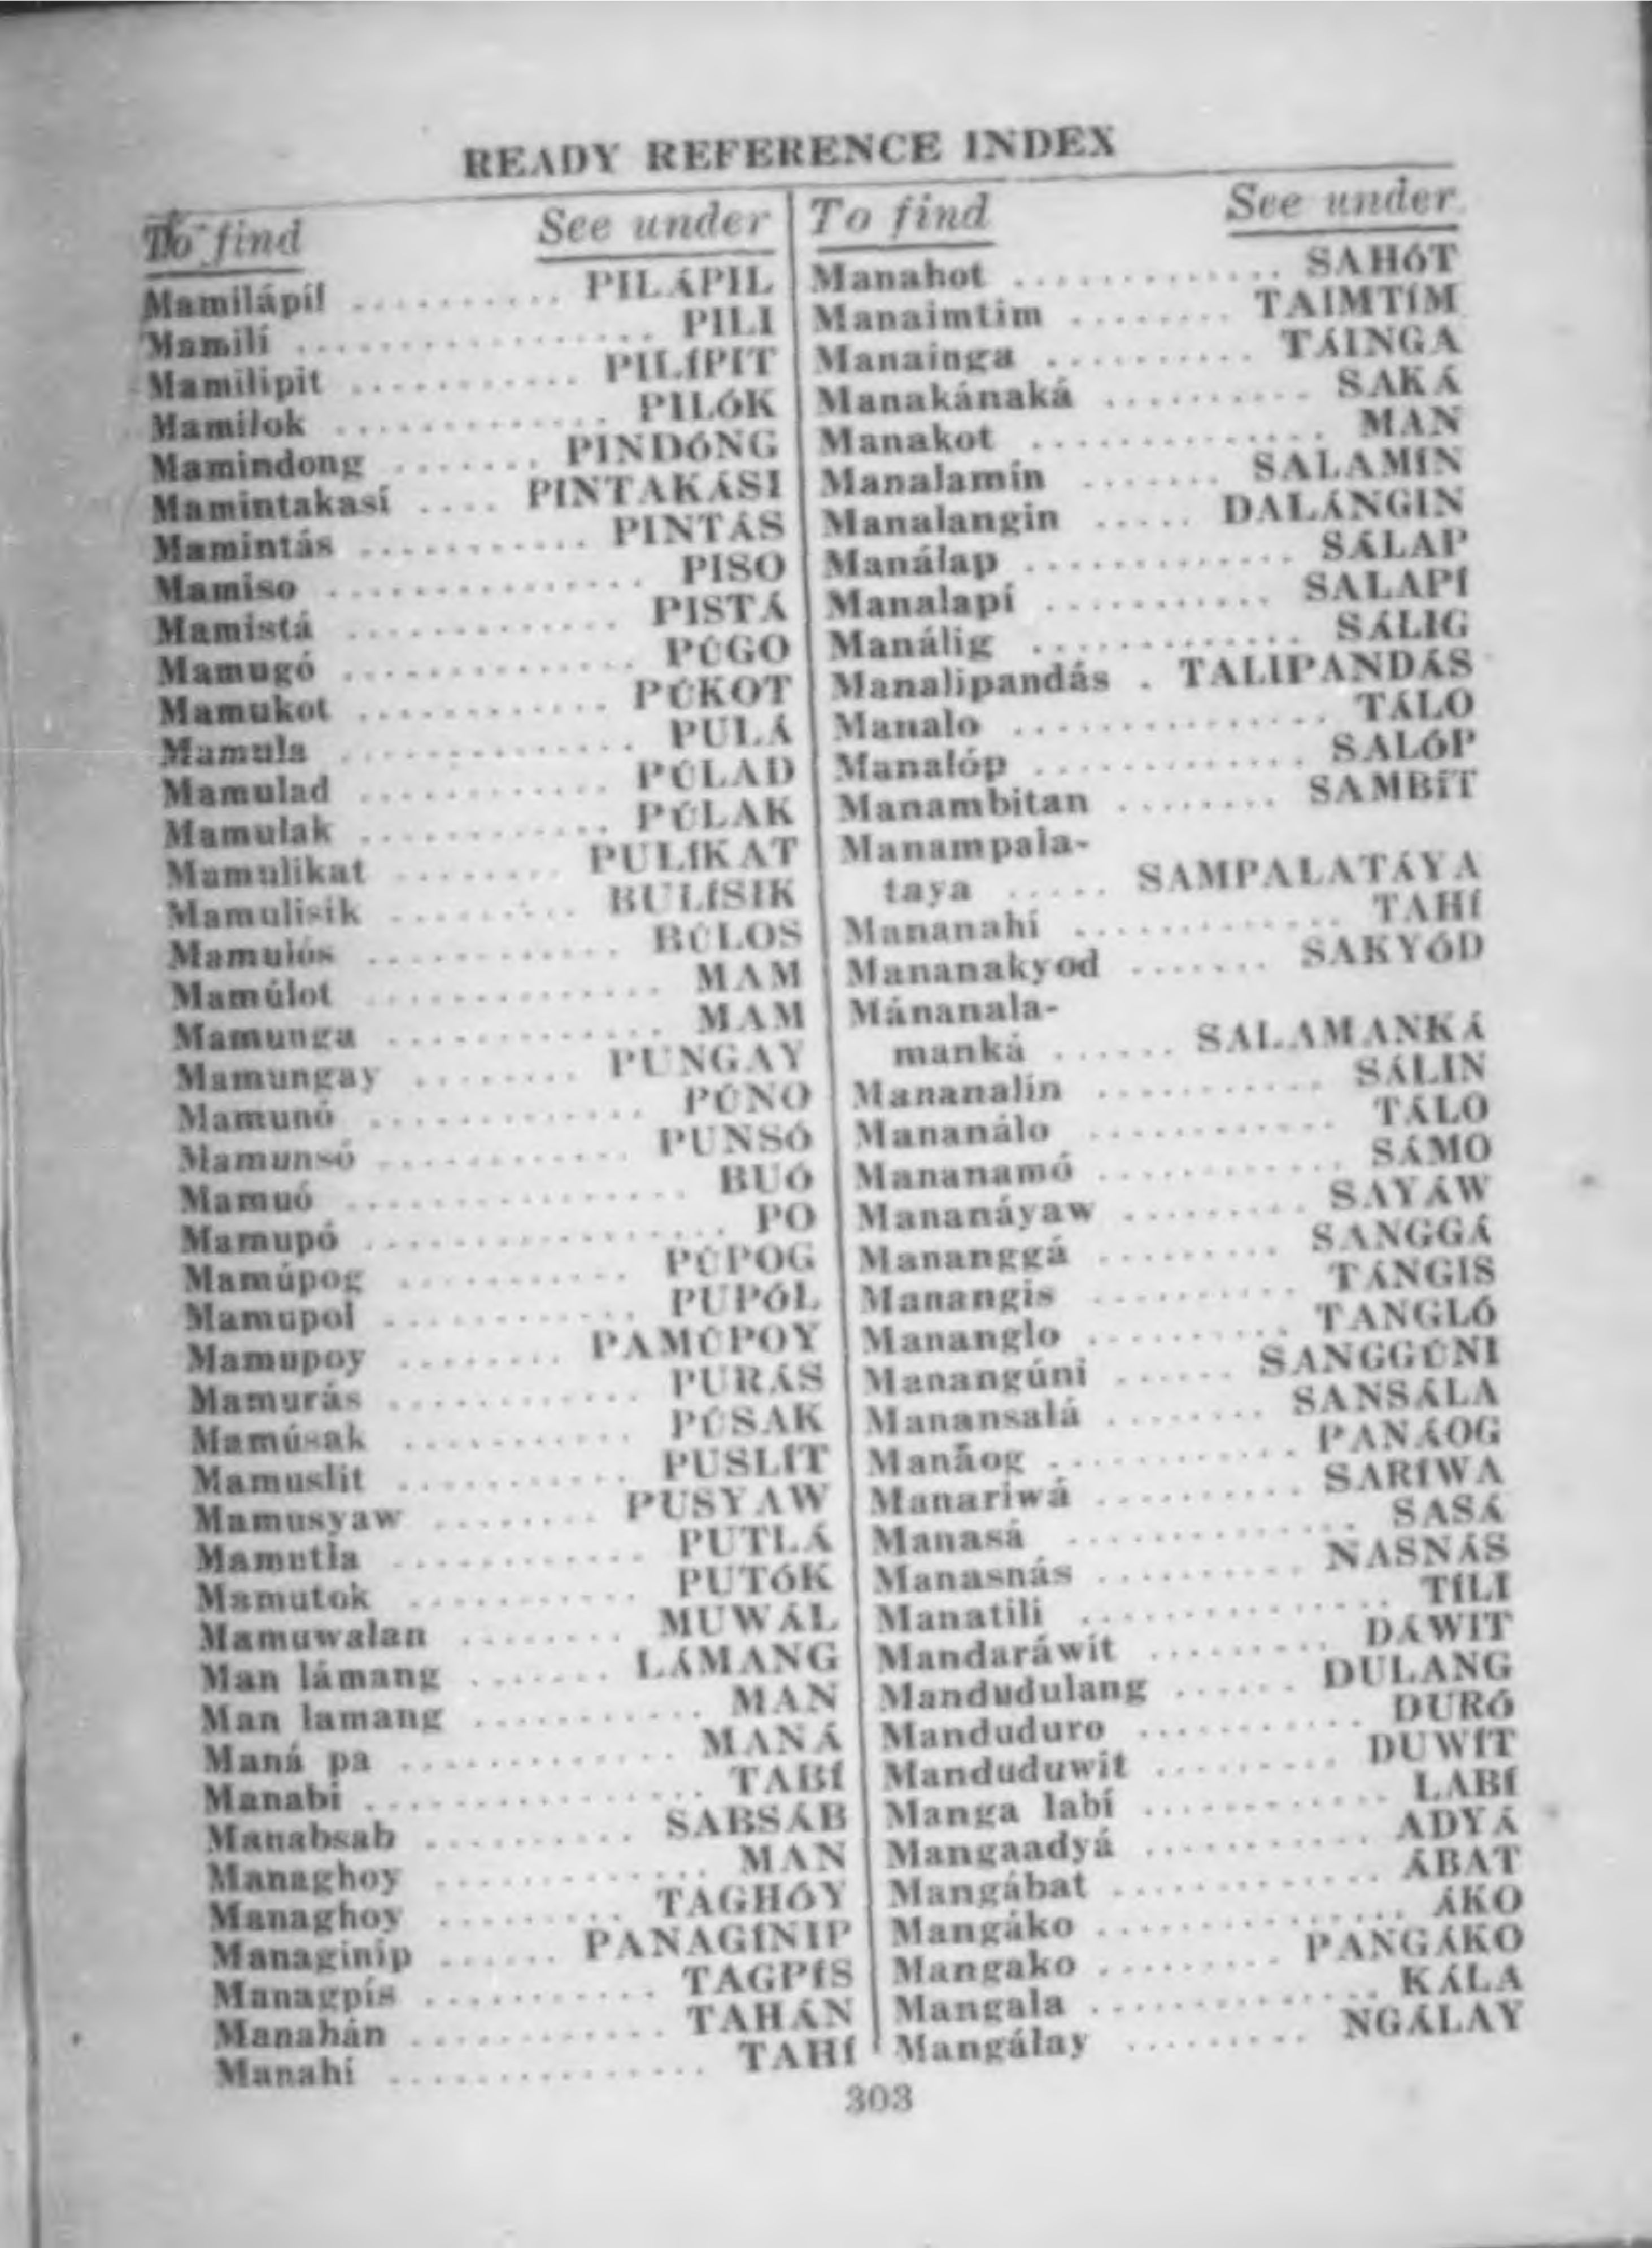 READY REFERENCE INDEX
To find See under
Mamilápil ........... PILÁPIL
Mamili .................. PILI
Mamilipit ............ PILÍPIT
Mamilok .............. PILÓK
Mamindong ....... PINDÓNG
Mamintakasí .... PINTAKÁSI
Mamintás ............ PINTÁS
Mamiso ................ PISO
Mamistá .............. PISTÁ
Mamugó .............. PÚGO
Mamukot ............. PÚKOT
Mamula .............. PULÁ
Mamulad ............ PÚLAD
Mamulak ............. PÚLAK
Mamulikat ........ PULÍKAT
Mamulisik .......... BULÍSIK
Mamulós ............. BÚLOS
Mamúlot ............... MAM
Mamunga .............. MAM
Mamungay ........ PUNGAY
Mamunó .............. PÚNO
Mamunsó ............ PUNSÓ
Mamuó ................. BUÓ
Mamupó .................. PO
Mamúpog ........... PÚPOG
Mamupol ............ PUPÓL
Mamupoy ........ PAMÚPOY
Mamurás ............ PURÁS
Mamúsak ............ PÚSAK
Mamuslit ........... PUSLÍT
Mamusyaw ........ PUSYAW
Mamutla ............ PUTLÁ
Mamutok ........... PUTÓK
Mamuwalan ........ MUWÁL
Man lámang ....... LÁMANG
Man lamang ............ MAN
Maná pa .............. MANÁ
Manabi ................. TABÍ
Manabsab .......... SABSÁB
Managhoy .............. MAN
Managhoy .......... TAGHÓY
Managinip ...... PANAGÍNIP
Managpís ........... TAGPÍS
Manahán ............. TAHÁN
Manahí ................ TAHÍ
To find See under
Manahot ............. SAHÓT
Manaimtim ........ TAIMTÍM
Manainga .......... TÁINGA
Manakánaká .......... SAKÁ
Manakot .............. MAN
Manalamín ....... SALAMÍN
Manalangin ..... DALÁNGIN
Manálap ............. SÁLAP
Manalapí ........... SALAPÍ
Manálig ............. SÁLIG
Manalipandás . TALIPANDÁS
Manalo ............... TÁLO
Manalóp ............. SALÓP
Manambitan ........ SAMBÍT
Manampala-
taya ..... SAMPALATÁYA
Mananahí ............. TAHÍ
Mananakyod ....... SAKYÓD
Mánanala-
manká ...... SALAMANKÁ
Mananalin ........... SÁLIN
Mananálo ............ TÁLO
Mananamó ............ SÁMO
Mananáyaw ......... SAYÁW
Mananggá ......... SANGGÁ
Manangis .......... TÁNGIS
Mananglo .......... TANGLÓ
Manangúni ...... SANGGÚNI
Manansalá ........ SANSÁLA
Manáog ............ PANÁOG
Manariwá .......... SARÍWA
Manasá .............. SASÁ
Manasnás .......... NASNÁS
Manatili ............... TÍLI
Mandaráwit ......... DÁWIT
Mandudulang ...... DULANG
Manduduro ........... DURÓ
Manduduwit ......... DUWÍT
Manga labí ............ LABÍ
Mangaadyá ........... ADYÁ
Mangábat ............. ÁBAT
Mangáko ............... ÁKO
Mangako ......... PANGÁKO
Mangala .............. KÁLA
Mangálay ......... NGÁLAY
303